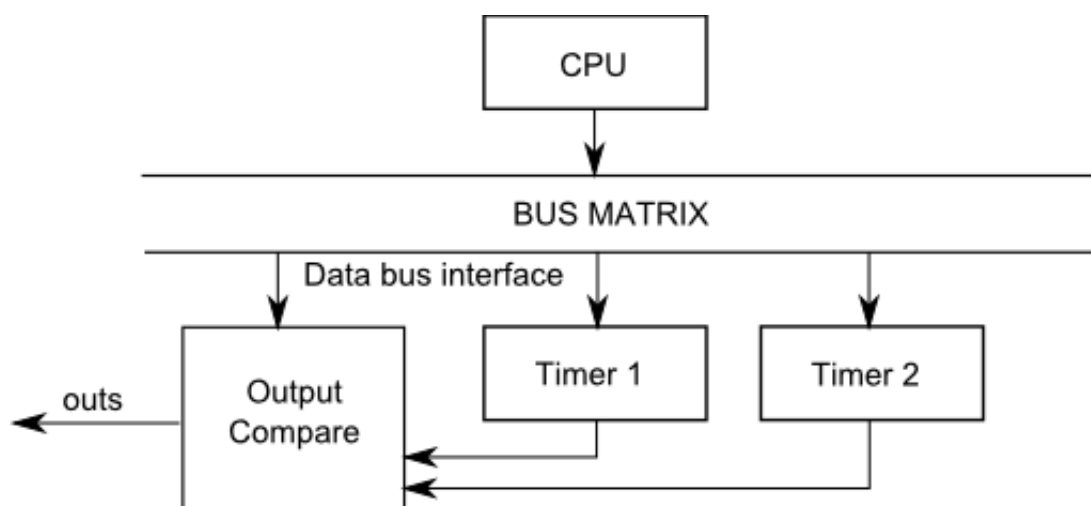 CPU
BUS MATRIX
Data bus interface
outs
Output
Compare
Timer 1
Timer 2